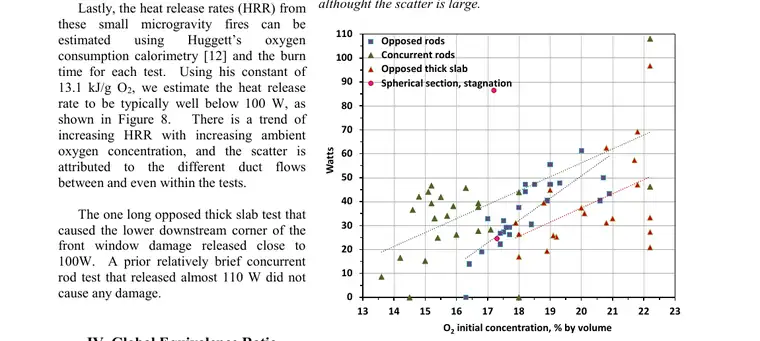 Lastly, the heat release rates (HRR) from
these small microgravity fires can be
estimated using Huggett's oxygen
consumption calorimetry [12] and the burn
time for each test. Using his constant of
13.1 kJ/g O2, we estimate the heat release
rate to be typically well below 100 W, as
shown in Figure 8. There is a trend of
increasing HRR with increasing ambient
oxygen concentration, and the scatter is
attributed to the different duct flows
between and even within the tests.
The one long opposed thick slab test that
caused the lower downstream corner of the
front window damage released close to
100W. A prior relatively brief concurrent
rod test that released almost 110 W did not
cause any damage.
althought the scatter is large.
Opposed rods
Concurrent rods
Opposed thick slab
Spherical section, stagnation
Watts
110
100
90
80
70
60
50
40
30
20
10
0
13 14 15 16 17 18 19 20 21 22 23
O2 initial concentration, % by volume